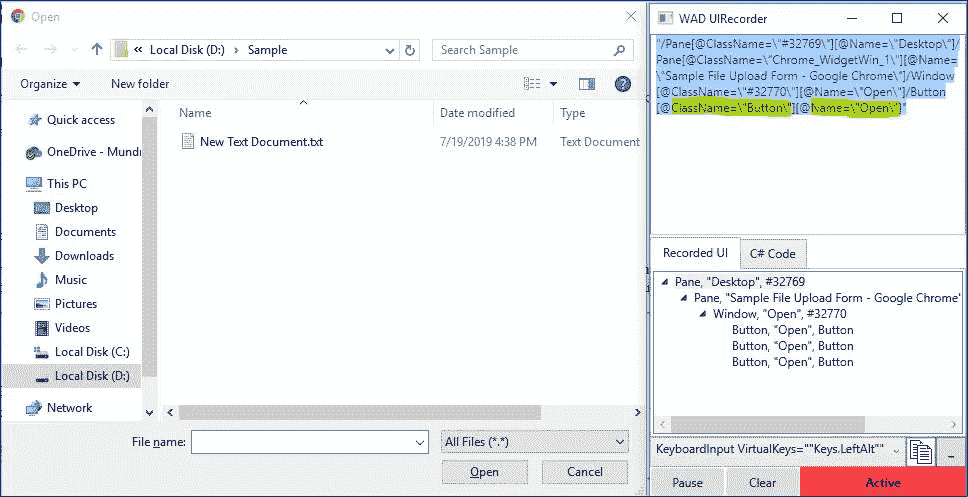 Open
« Local Disk (D:) > Sample
Search Sample
Organize
New folder
Name
Date modified
Type
Quick access
OneDrive - Mund
This PC
Desktop
Documents
Downloads
Music
Pictures
Videos
Local Disk (C:)
Local Disk (D:)
Network
New Text Document.txt 7/19/2019 4:38 PM Text Document
File name:
All Files (*.*)
Open
Cancel
WAD UIRecorder
"/Pane[@ClassName=\"#32769\"][@Name=\"Desktop\"]/
Pane[@ClassName=\"Chrome_WidgetWin_1\"][@Name=
\"Sample File Upload Form - Google Chrome\"]/Window
[@ClassName=\"#32770\"][@Name=\"Open\"]/Button
[@ClassName=\"Button\"][@Name=\"Open\"]"
Recorded UI
C# Code
Pane, "Desktop", #32769
Pane, "Sample File Upload Form - Google Chrome"
Window, "Open", #32770
Button, "Open", Button
Button, "Open", Button
Button, "Open", Button
KeyboardInput VirtualKeys=""Keys.LeftAlt""
Pause
Clear
Active